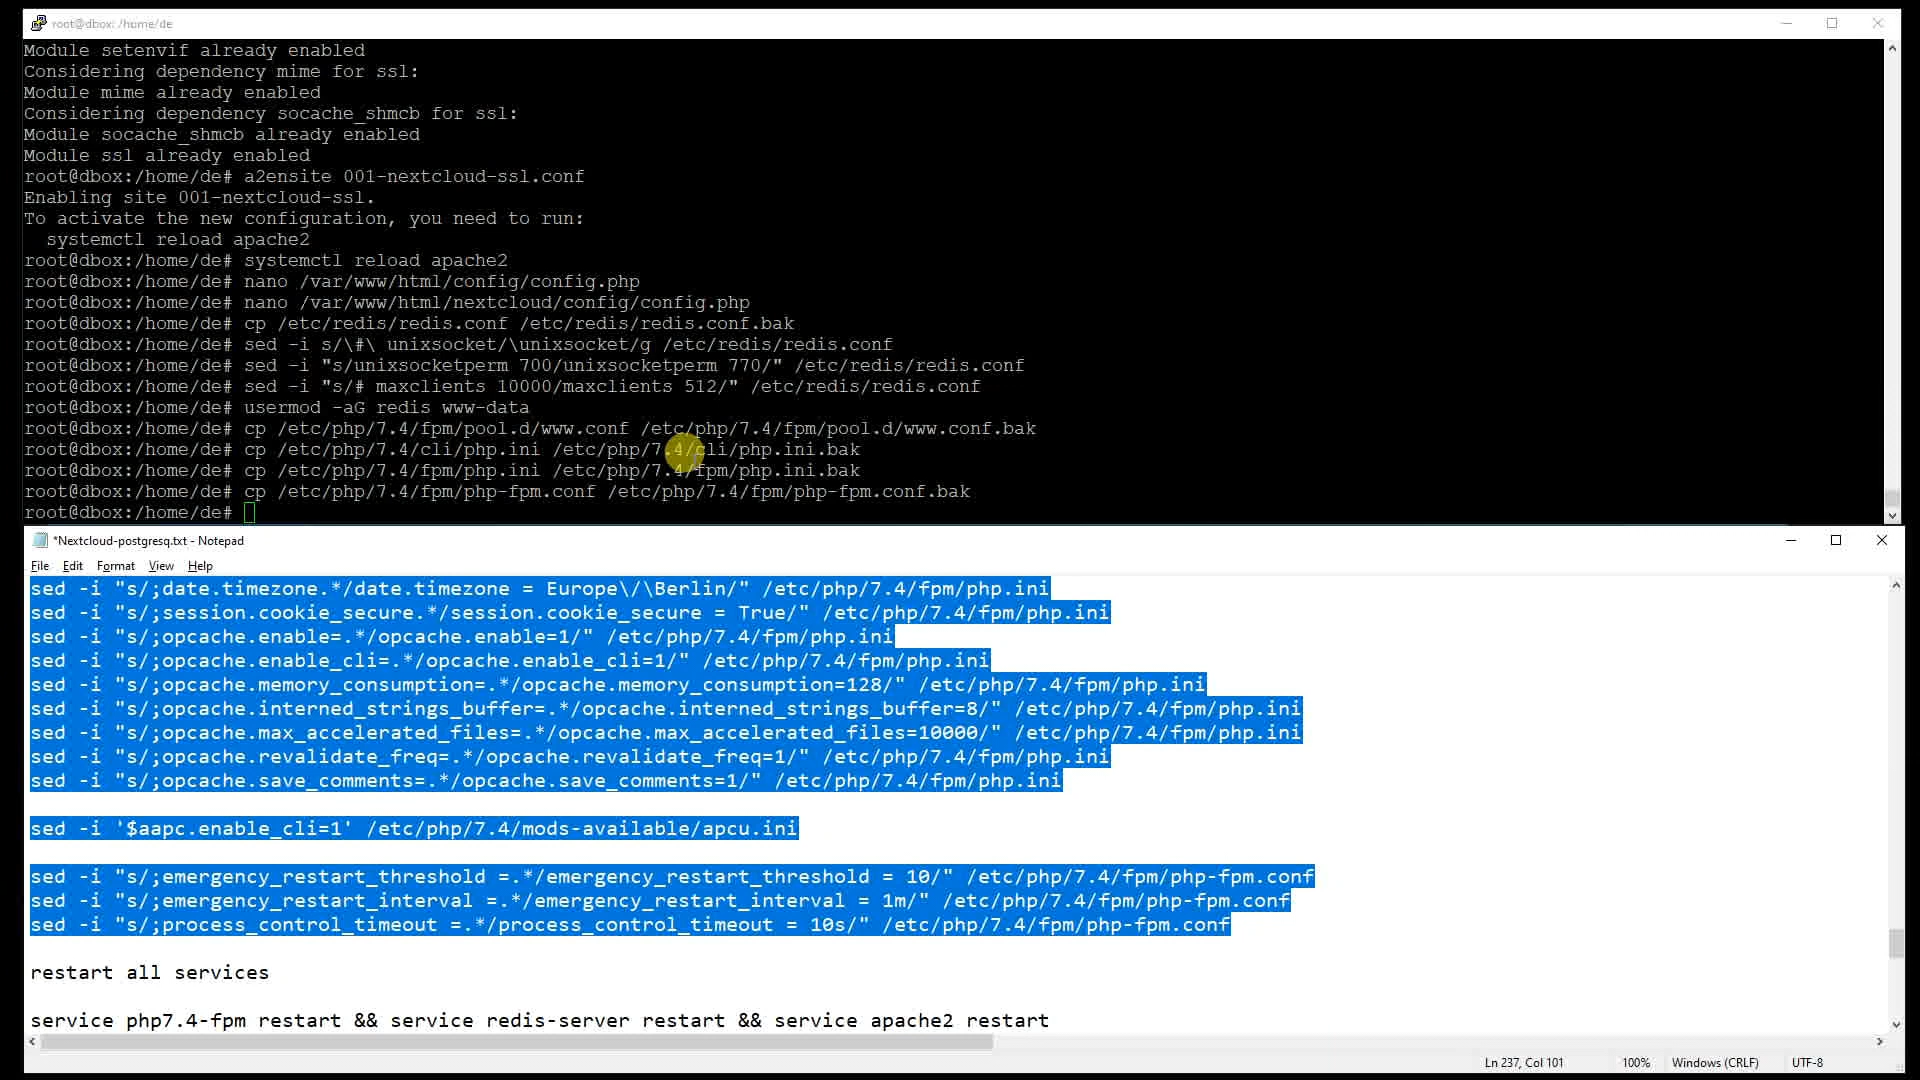 root@dbox: /home/de
Module setenvif already enabled
Considering dependency mime for ssl:
Module mime already enabled
Considering dependency socache_shmcb for ssl:
Module socache_shmcb already enabled
Module ssl already enabled
root@dbox:/home/de# a2ensite 001-nextcloud-ssl.conf
Enabling site 001-nextcloud-ssl.
To activate the new configuration, you need to run:
  systemctl reload apache2
root@dbox:/home/de# systemctl reload apache2
root@dbox:/home/de# nano /var/www/html/config/config.php
root@dbox:/home/de# nano /var/www/html/nextcloud/config/config.php
root@dbox:/home/de# cp /etc/redis/redis.conf /etc/redis/redis.conf.bak
root@dbox:/home/de# sed -i s/\#\ unixsocket/\unixsocket/g /etc/redis/redis.conf
root@dbox:/home/de# sed -i "s/unixsocketperm 700/unixsocketperm 770/" /etc/redis/redis.conf
root@dbox:/home/de# sed -i "s/# maxclients 10000/maxclients 512/" /etc/redis/redis.conf
root@dbox:/home/de# usermod -aG redis www-data
root@dbox:/home/de# cp /etc/php/7.4/fpm/pool.d/www.conf /etc/php/7.4/fpm/pool.d/www.conf.bak
root@dbox:/home/de# cp /etc/php/7.4/cli/php.ini /etc/php/7.4/cli/php.ini.bak
root@dbox:/home/de# cp /etc/php/7.4/fpm/php.ini /etc/php/7.4/fpm/php.ini.bak
root@dbox:/home/de# cp /etc/php/7.4/fpm/php-fpm.conf /etc/php/7.4/fpm/php-fpm.conf.bak
root@dbox:/home/de#
*Nextcloud-postgresq.txt - Notepad
File Edit Format View Help
sed -i "s/;date.timezone.*/date.timezone = Europe\/\Berlin/" /etc/php/7.4/fpm/php.ini
sed -i "s/;session.cookie_secure.*/session.cookie_secure = True/" /etc/php/7.4/fpm/php.ini
sed -i "s/;opcache.enable=.*/opcache.enable=1/" /etc/php/7.4/fpm/php.ini
sed -i "s/;opcache.enable_cli=.*/opcache.enable_cli=1/" /etc/php/7.4/fpm/php.ini
sed -i "s/;opcache.memory_consumption=.*/opcache.memory_consumption=128/" /etc/php/7.4/fpm/php.ini
sed -i "s/;opcache.interned_strings_buffer=.*/opcache.interned_strings_buffer=8/" /etc/php/7.4/fpm/php.ini
sed -i "s/;opcache.max_accelerated_files=.*/opcache.max_accelerated_files=10000/" /etc/php/7.4/fpm/php.ini
sed -i "s/;opcache.revalidate_freq=.*/opcache.revalidate_freq=1/" /etc/php/7.4/fpm/php.ini
sed -i "s/;opcache.save_comments=.*/opcache.save_comments=1/" /etc/php/7.4/fpm/php.ini
sed -i '$aapc.enable_cli=1' /etc/php/7.4/mods-available/apcu.ini
sed -i "s/;emergency_restart_threshold =.*/emergency_restart_threshold = 10/" /etc/php/7.4/fpm/php-fpm.conf
sed -i "s/;emergency_restart_interval =.*/emergency_restart_interval = 1m/" /etc/php/7.4/fpm/php-fpm.conf
sed -i "s/;process_control_timeout =.*/process_control_timeout = 10s/" /etc/php/7.4/fpm/php-fpm.conf
restart all services
service php7.4-fpm restart && service redis-server restart && service apache2 restart
Ln 237, Col 101 100% Windows (CRLF) UTF-8